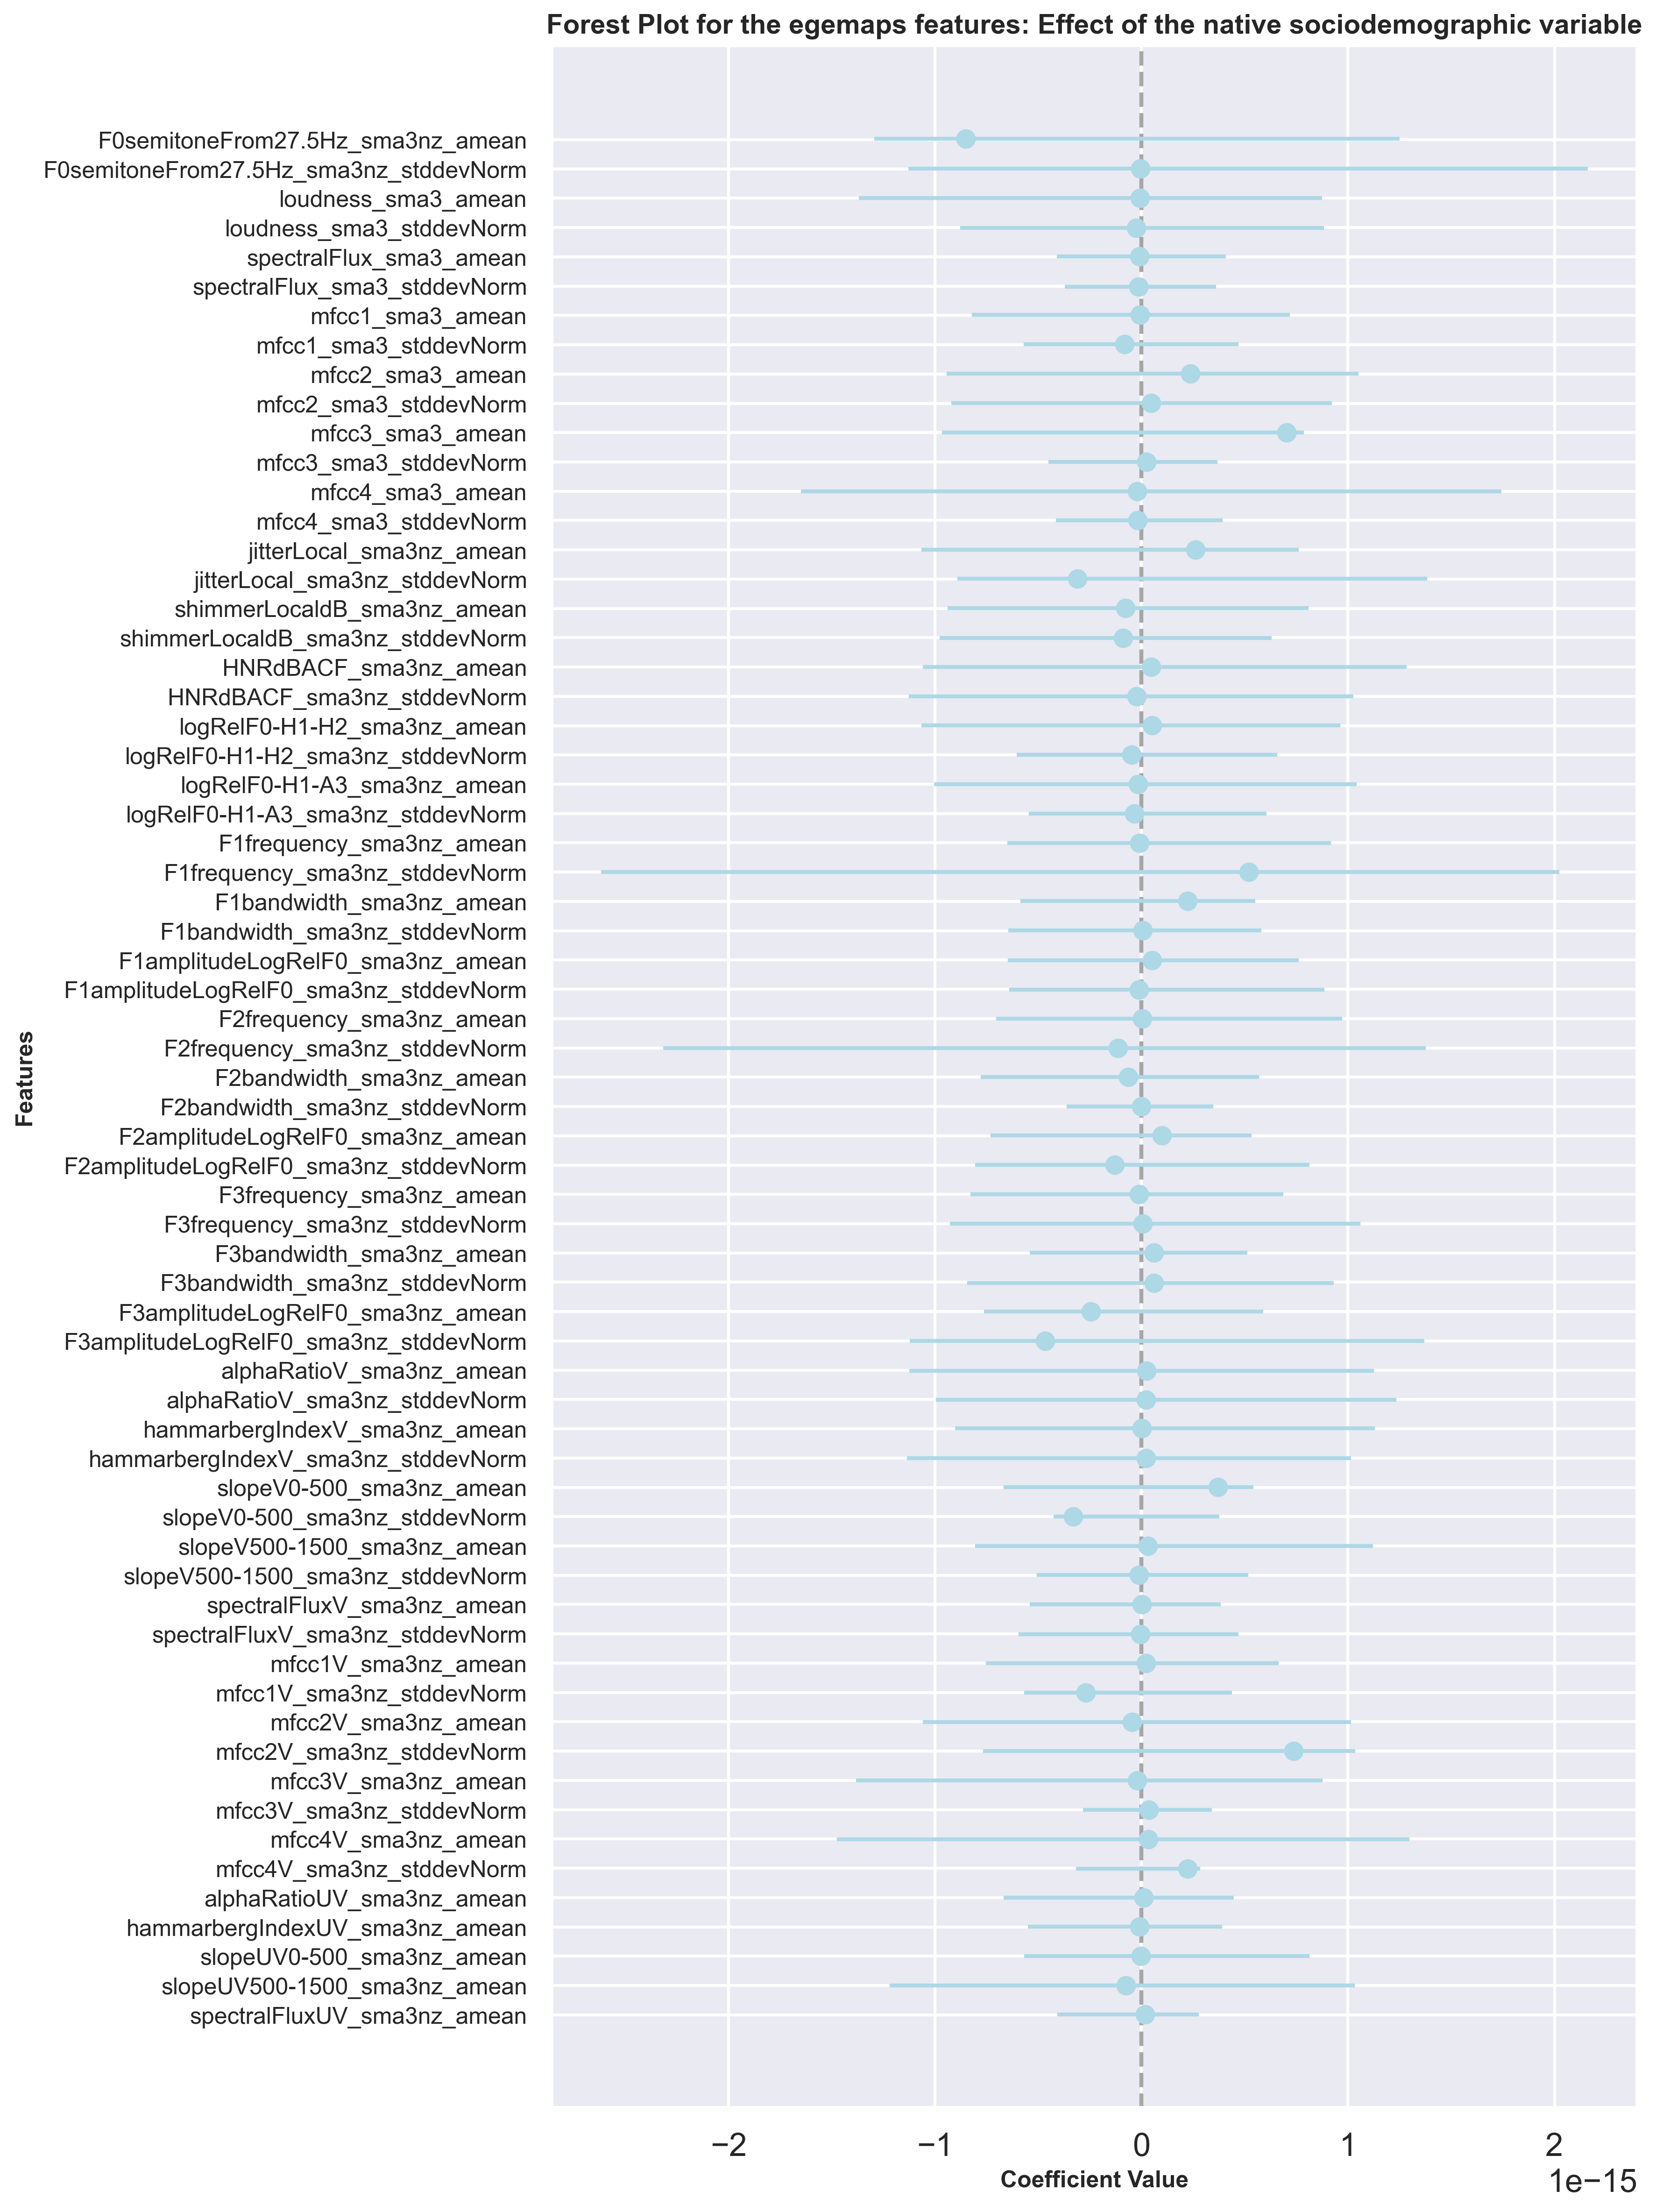 Forest Plot for the egemaps features: Effect of the native sociodemographic variable
F0semitoneFrom27.5Hz_sma3nz_amean
F0semitoneFrom27.5Hz_sma3nz_stddevNorm
loudness_sma3_amean
loudness_sma3_stddevNorm
spectralFlux_sma3_amean
spectralFlux_sma3_stddevNorm
mfcc1_sma3_amean
mfcc1_sma3_stddevNorm
mfcc2_sma3_amean
mfcc2_sma3_stddevNorm
mfcc3_sma3_amean
mfcc3_sma3_stddevNorm
mfcc4_sma3_amean
mfcc4_sma3_stddevNorm
jitterLocal_sma3nz_amean
jitterLocal_sma3nz_stddevNorm
shimmerLocaldB_sma3nz_amean
shimmerLocaldB_sma3nz_stddevNorm
HNRdBACF_sma3nz_amean
HNRdBACF_sma3nz_stddevNorm
logRelF0-H1-H2_sma3nz_amean
logRelF0-H1-H2_sma3nz_stddevNorm
logRelF0-H1-A3_sma3nz_amean
logRelF0-H1-A3_sma3nz_stddevNorm
F1frequency_sma3nz_amean
F1frequency_sma3nz_stddevNorm
F1bandwidth_sma3nz_amean
F1bandwidth_sma3nz_stddevNorm
F1amplitudeLogRelF0_sma3nz_amean
F1amplitudeLogRelF0_sma3nz_stddevNorm
F2frequency_sma3nz_amean
F2frequency_sma3nz_stddevNorm
F2bandwidth_sma3nz_amean
F2bandwidth_sma3nz_stddevNorm
F2amplitudeLogRelF0_sma3nz_amean
F2amplitudeLogRelF0_sma3nz_stddevNorm
F3frequency_sma3nz_amean
F3frequency_sma3nz_stddevNorm
F3bandwidth_sma3nz_amean
F3bandwidth_sma3nz_stddevNorm
F3amplitudeLogRelF0_sma3nz_amean
F3amplitudeLogRelF0_sma3nz_stddevNorm
alphaRatioV_sma3nz_amean
alphaRatioV_sma3nz_stddevNorm
hammarbergIndexV_sma3nz_amean
hammarbergIndexV_sma3nz_stddevNorm
slopeV0-500_sma3nz_amean
slopeV0-500_sma3nz_stddevNorm
slopeV500-1500_sma3nz_amean
slopeV500-1500_sma3nz_stddevNorm
spectralFluxV_sma3nz_amean
spectralFluxV_sma3nz_stddevNorm
mfcc1V_sma3nz_amean
mfcc1V_sma3nz_stddevNorm
mfcc2V_sma3nz_amean
mfcc2V_sma3nz_stddevNorm
mfcc3V_sma3nz_amean
mfcc3V_sma3nz_stddevNorm
mfcc4V_sma3nz_amean
mfcc4V_sma3nz_stddevNorm
alphaRatioUV_sma3nz_amean
hammarbergIndexUV_sma3nz_amean
slopeUV0-500_sma3nz_amean
slopeUV500-1500_sma3nz_amean
spectralFluxUV_sma3nz_amean
Features
−2 −1 0 1 2
1e−15
Coefficient Value